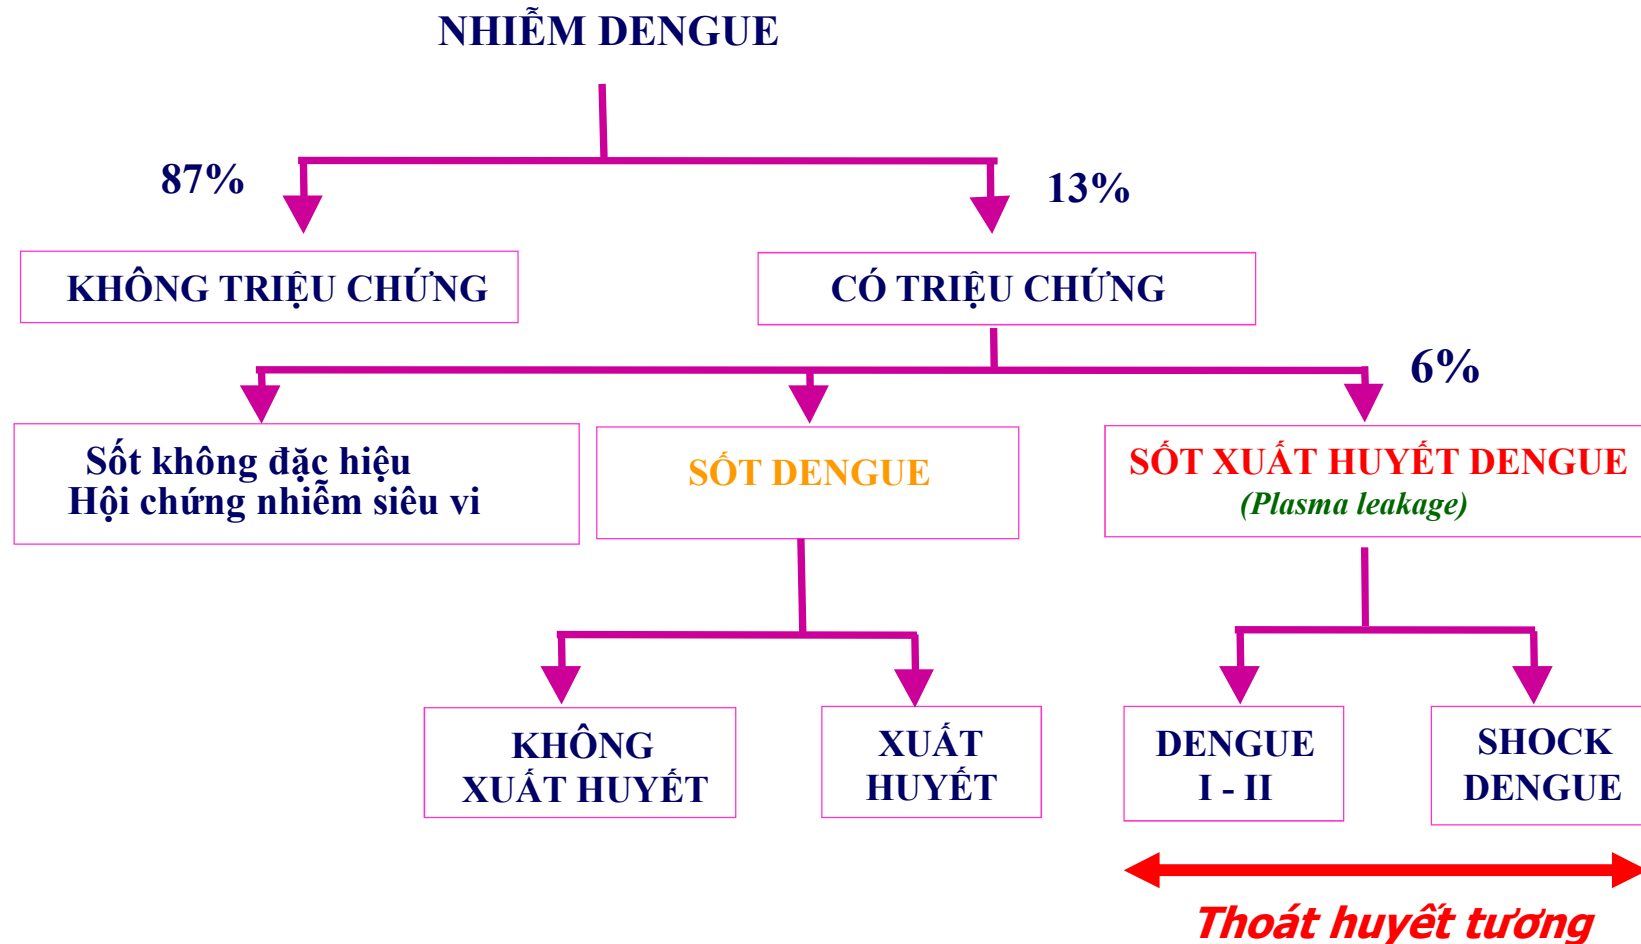 NHIỄM DENGUE
87%
13%
KHÔNG TRIỆU CHỨNG
CÓ TRIỆU CHỨNG
6%
Sốt không đặc hiệu
Hội chứng nhiễm siêu vi
SỐT DENGUE
SỐT XUẤT HUYẾT DENGUE
(Plasma leakage)
KHÔNG
XUẤT HUYẾT
XUẤT
HUYẾT
DENGUE
I - II
SHOCK
DENGUE
Thoát huyết tương